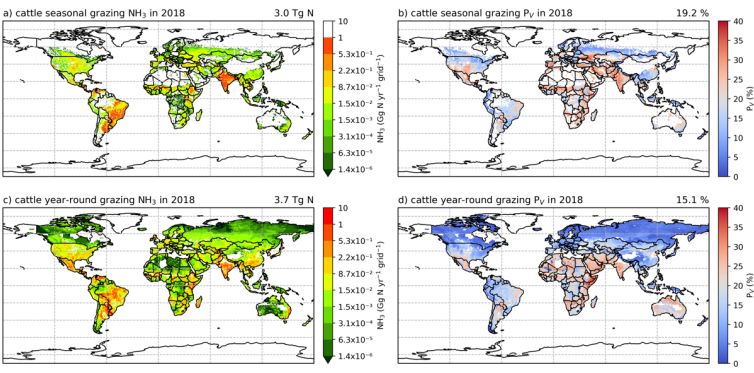 a) cattle seasonal grazing NH₃ in 2018 3.0 Tg N
10
1
5.3x10⁻¹
2.2x10⁻¹
8.7x10⁻²
1.5x10⁻²
1.5x10⁻³
3.1x10⁻⁴
6.3x10⁻⁵
1.4x10⁻⁶
NH₃ (Gg N yr⁻¹ grid⁻¹)
b) cattle seasonal grazing P_V in 2018 19.2 %
40
35
30
25
20
15
10
5
0
P_V (%)
c) cattle year-round grazing NH₃ in 2018 3.7 Tg N
10
1
5.3x10⁻¹
2.2x10⁻¹
8.7x10⁻²
1.5x10⁻²
1.5x10⁻³
3.1x10⁻⁴
6.3x10⁻⁵
1.4x10⁻⁶
NH₃ (Gg N yr⁻¹ grid⁻¹)
d) cattle year-round grazing P_V in 2018 15.1 %
40
35
30
25
20
15
10
5
0
P_V (%)